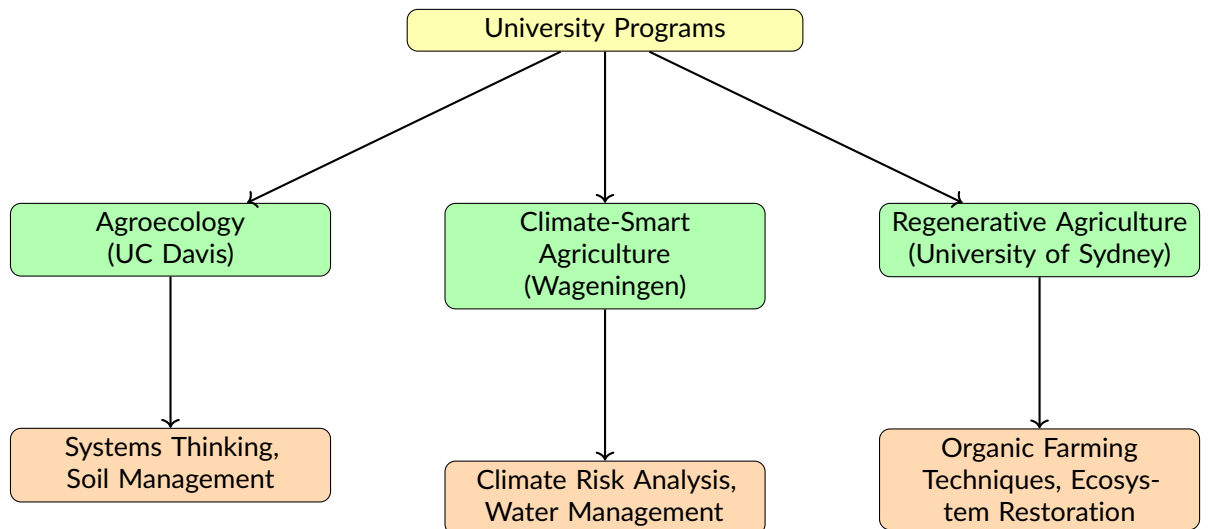 University Programs
Agroecology
(UC Davis)
Climate-Smart
Agriculture
(Wageningen)
Regenerative Agriculture
(University of Sydney)
Systems Thinking,
Soil Management
Climate Risk Analysis,
Water Management
Organic Farming
Techniques, Ecosys-
tem Restoration